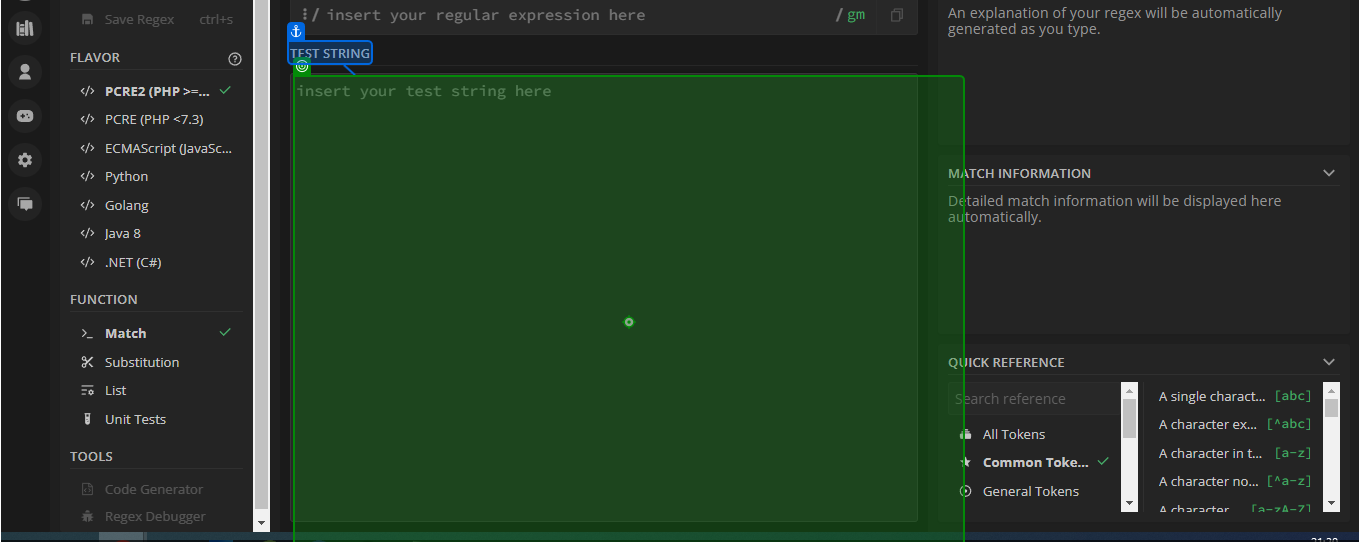 Save Regex ctrl+s
FLAVOR
PCRE2 (PHP >=...
PCRE (PHP <7.3)
ECMAScript (JavaSc...
Python
Golang
Java 8
.NET (C#)
FUNCTION
Match
Substitution
List
Unit Tests
TOOLS
Code Generator
Regex Debugger
/ insert your regular expression here / gm
TEST STRING
insert your test string here
An explanation of your regex will be automatically
generated as you type.
MATCH INFORMATION
Detailed match information will be displayed here
automatically.
QUICK REFERENCE
Search reference
All Tokens
Common Toke...
General Tokens
A single charact... [abc]
A character ex... [^abc]
A character in t... [a-z]
A character no... [^a-z]
A character [a-zA-Z]